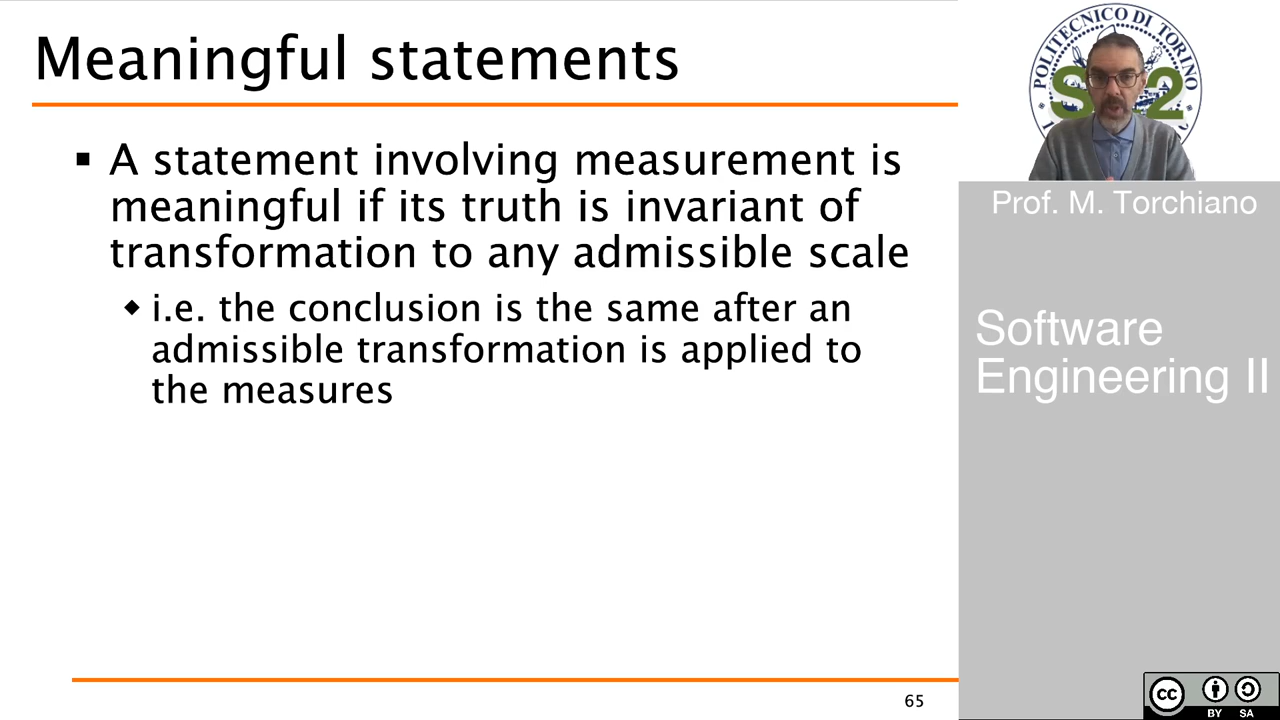 Meaningful statements
A statement involving measurement is
meaningful if its truth is invariant of
transformation to any admissible scale
i.e. the conclusion is the same after an
admissible transformation is applied to
the measures
65
POLITECNICO DI TORINO
Prof. M. Torchiano
Software
Engineering II
cc
BY SA